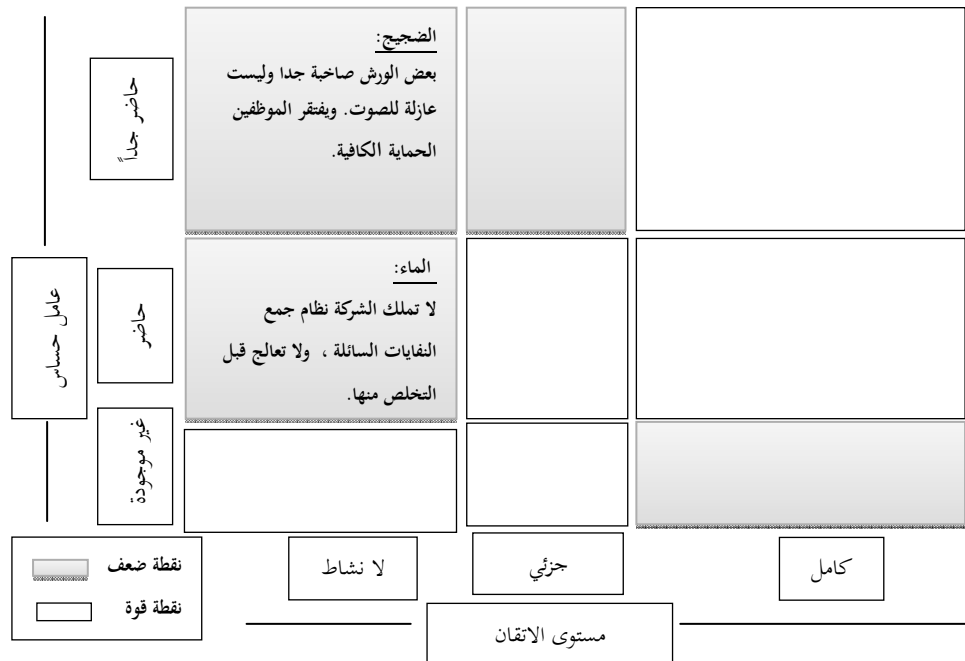 الضجيج:
بعض الورش صاخبة جدا وليست
عازلة للصوت. ويفتقر الموظفين
الحماية الكافية.
حاضر جداً
الماء:
لا تملك الشركة نظام جمع
النفايات السائلة ، ولا تعالج قبل
التخلص منها.
حاضر
عامل حساس
غير موجودة
كامل
جزئي
لا نشاط
نقطة ضعف
نقطة قوة
مستوى الاتقان